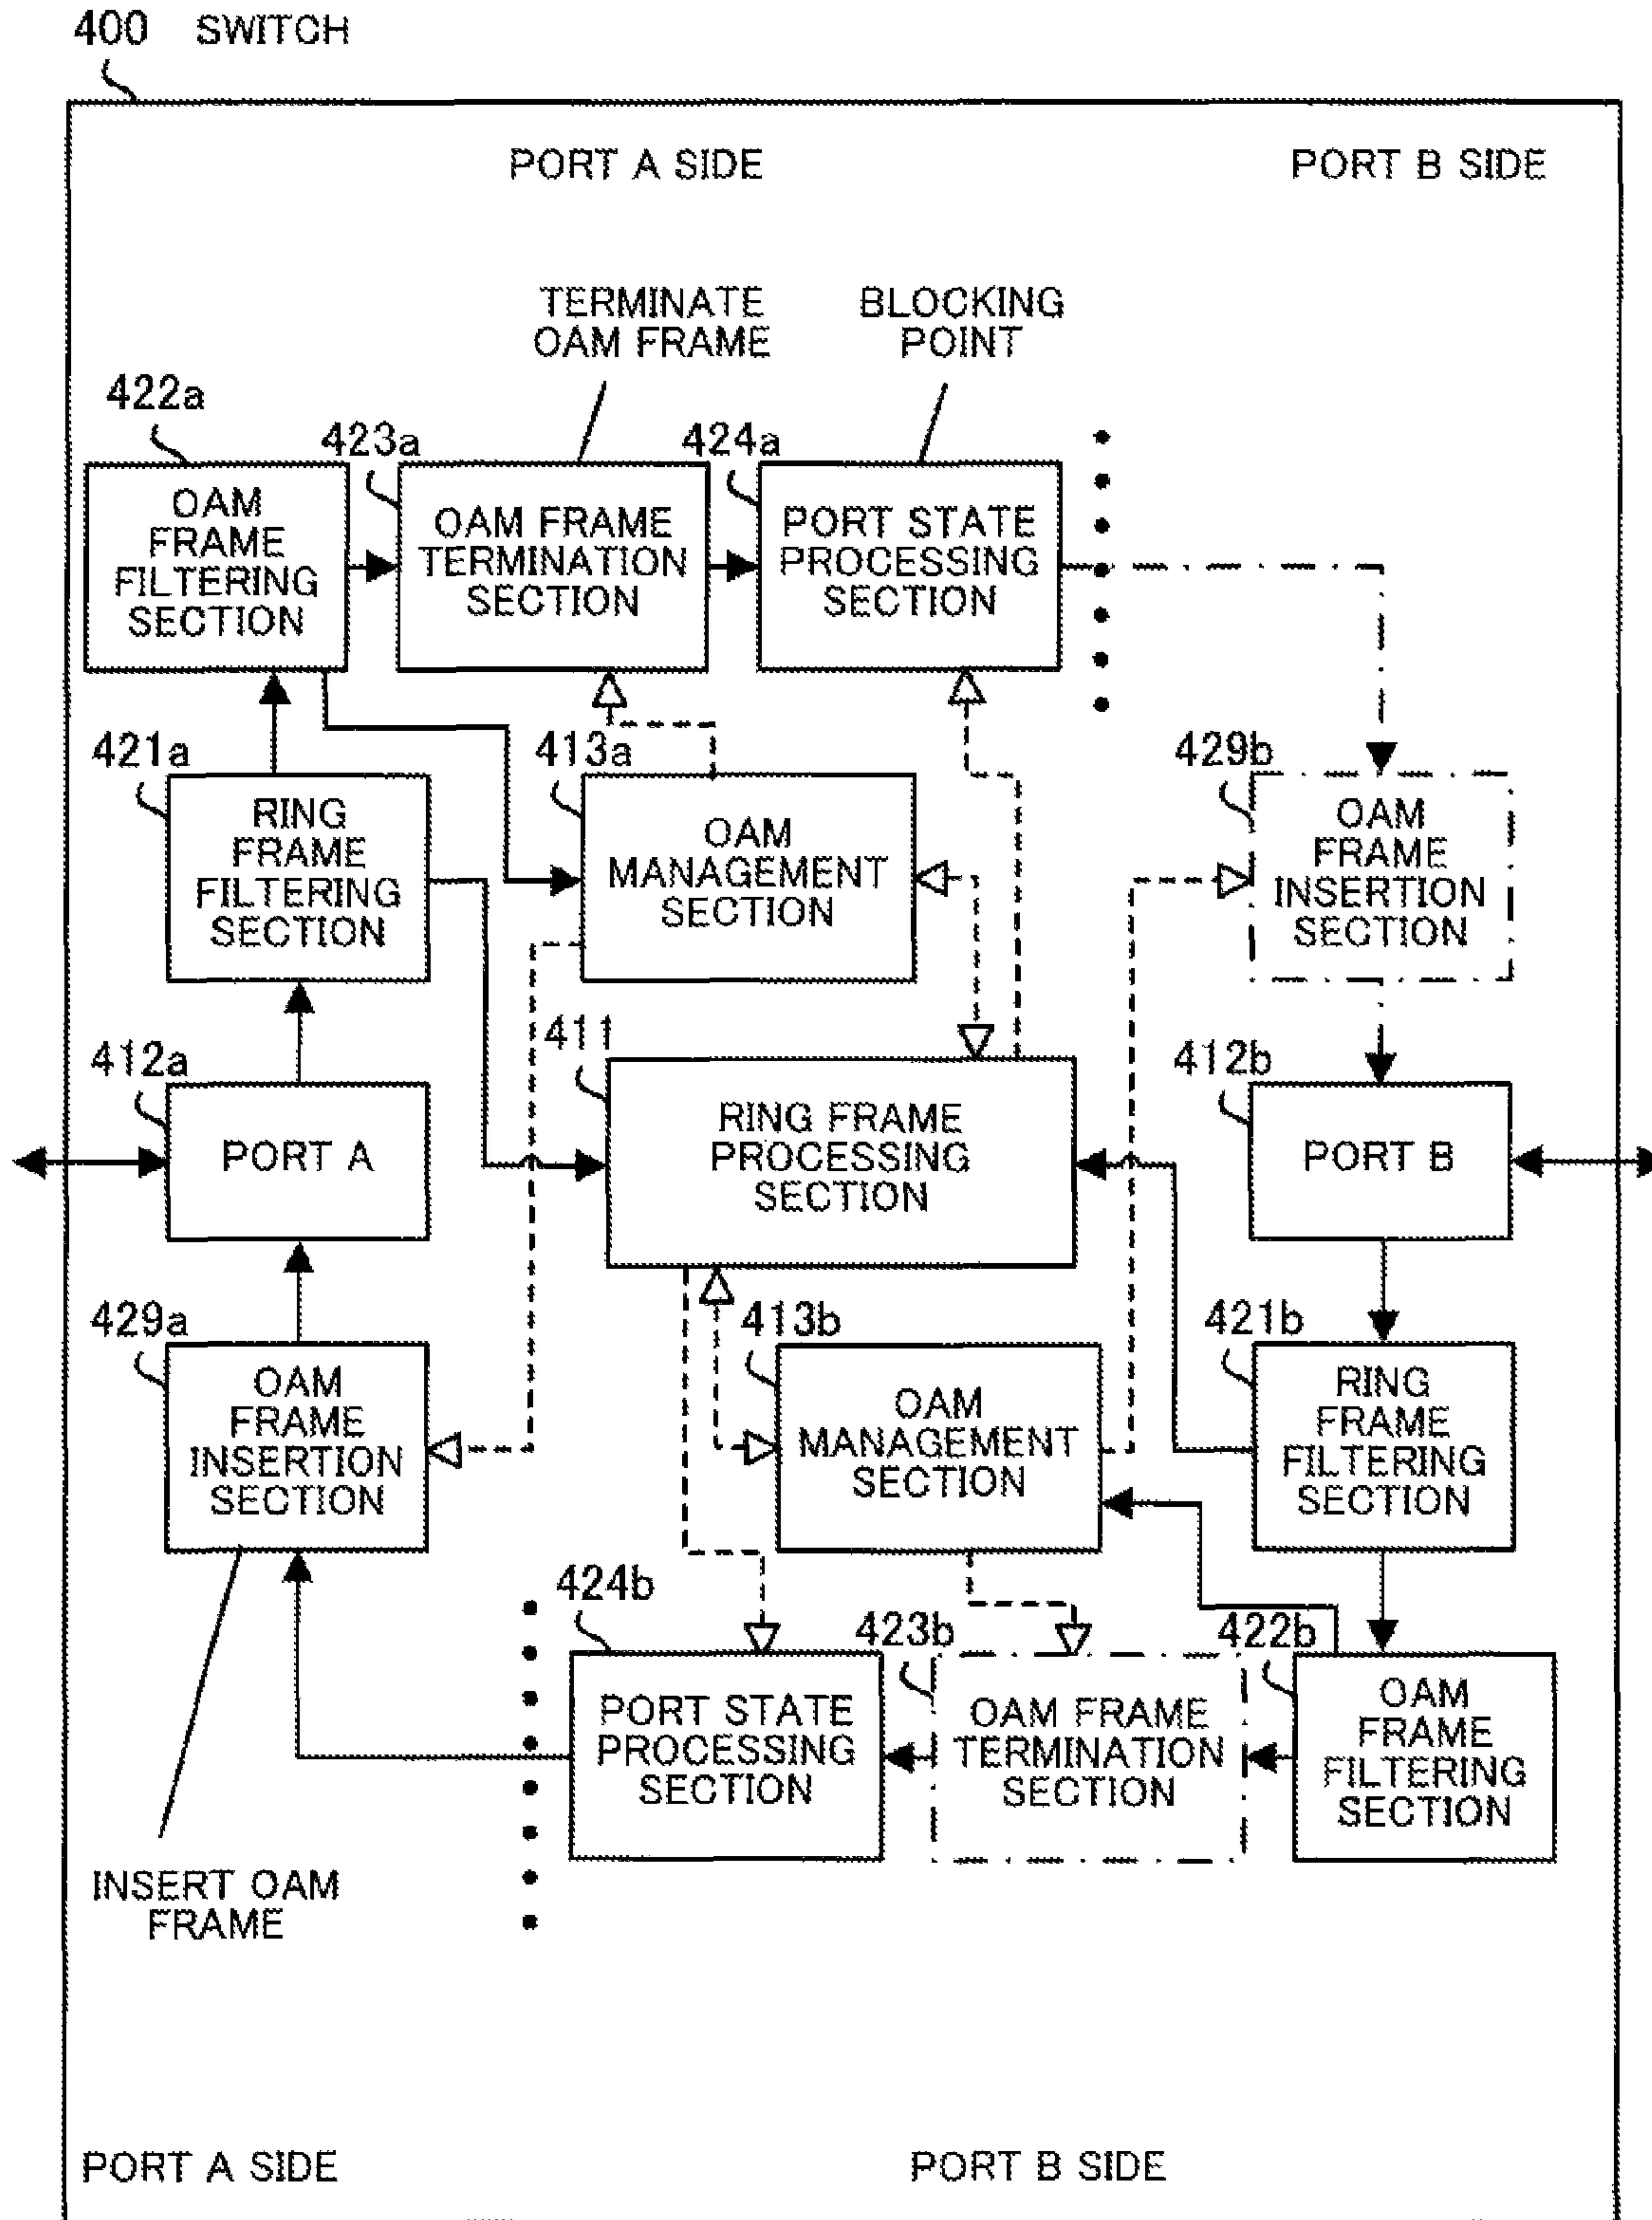 400 SWITCH
PORT A SIDE
PORT B SIDE
TERMINATE
OAM FRAME
BLOCKING
POINT
422a
423a
424a
OAM
FRAME
FILTERING
SECTION
OAM FRAME
TERMINATION
SECTION
PORT STATE
PROCESSING
SECTION
421a
413a
429b
RING
FRAME
FILTERING
SECTION
OAM
MANAGEMENT
SECTION
OAM
FRAME
INSERTION
SECTION
412a
411
412b
PORT A
RING FRAME
PROCESSING
SECTION
PORT B
429a
413b
421b
OAM
FRAME
INSERTION
SECTION
OAM
MANAGEMENT
SECTION
RING
FRAME
FILTERING
SECTION
424b
423b
422b
PORT STATE
PROCESSING
SECTION
OAM FRAME
TERMINATION
SECTION
OAM
FRAME
FILTERING
SECTION
INSERT OAM
FRAME
PORT A SIDE
PORT B SIDE